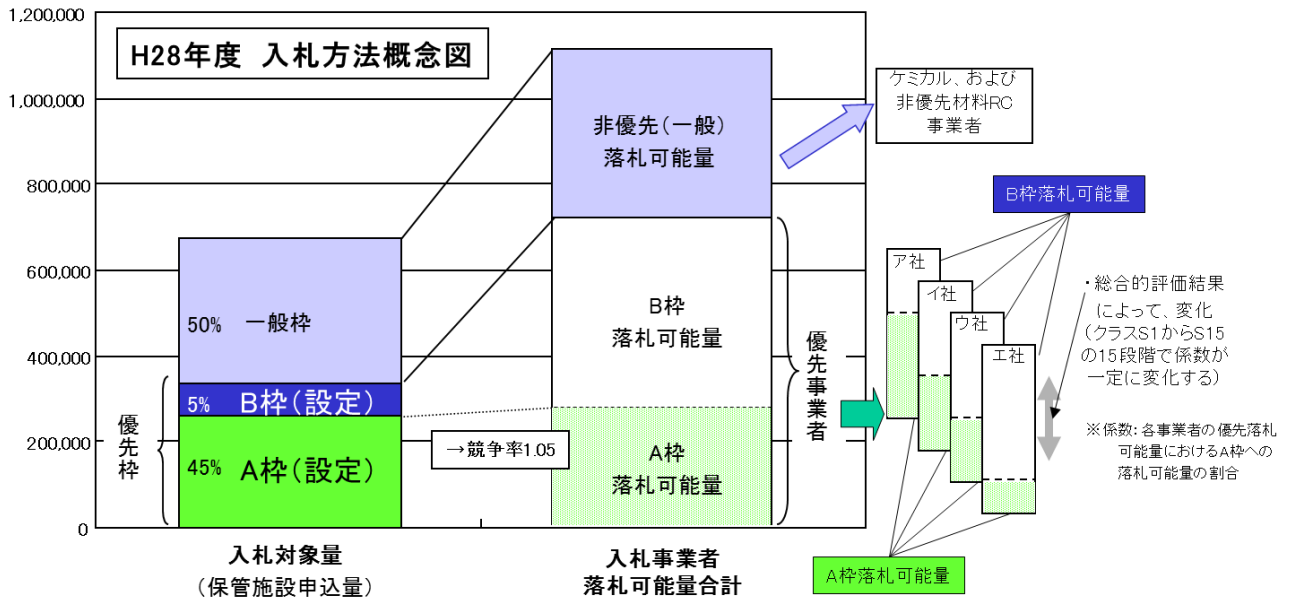 H28年度 入札方法概念図
1,200,000
1,000,000
800,000
600,000
400,000
200,000
0
50% 一般枠
5% B枠(設定)
45% A枠(設定)
優先枠
→競争率1.05
非優先(一般)
落札可能量
B枠
落札可能量
A枠
落札可能量
優先事業者
入札対象量
(保管施設申込量)
入札事業者
落札可能量合計
ケミカル、および
非優先材料RC
事業者
B枠落札可能量
ア社
イ社
ウ社
エ社
・総合的評価結果
によって、変化
(クラスS1からS15
の15段階で係数が
一定に変化する)
※係数:各事業者の優先落札
可能量におけるA枠への
落札可能量の割合
A枠落札可能量